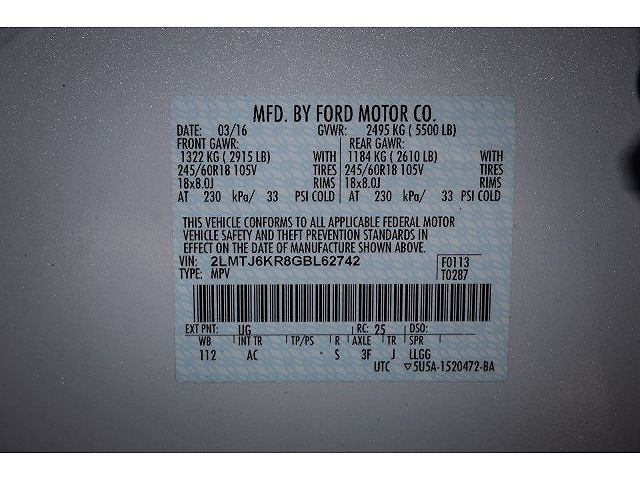 MFD. BY FORD MOTOR CO.
DATE: 03/16 GVWR: 2495 KG ( 5500 LB)
FRONT GAWR: REAR GAWR:
1322 KG ( 2915 LB) WITH 1184 KG ( 2610 LB) WITH
245/60R18 105V TIRES 245/60R18 105V TIRES
18x8.0J RIMS 18x8.0J RIMS
AT 230 kPa/ 33 PSI COLD AT 230 kPa/ 33 PSI COLD
THIS VEHICLE CONFORMS TO ALL APPLICABLE FEDERAL MOTOR
VEHICLE SAFETY AND THEFT PREVENTION STANDARDS IN
EFFECT ON THE DATE OF MANUFACTURE SHOWN ABOVE.
VIN: 2LMTJ6KR8GBL62742 F0113
TYPE: MPV T0287
EXT PNT: UG RC: 25 DSO:
WB INT TR TP/PS R AXLE TR SPR
112 AC S 3F J LLGG
UTC ▽5U5A-1520472-BA